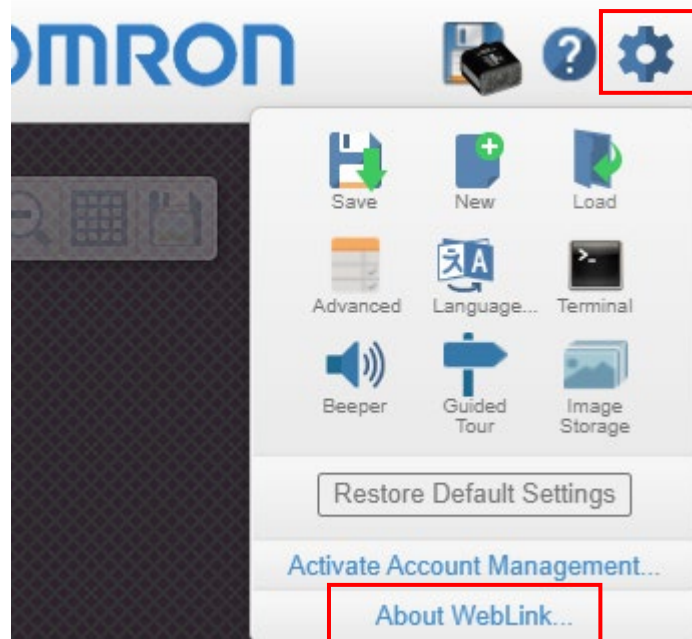 OMRON
?
Save
New
Load
Advanced
Language...
Terminal
Beeper
Guided
Tour
Image
Storage
Restore Default Settings
Activate Account Management...
About WebLink...